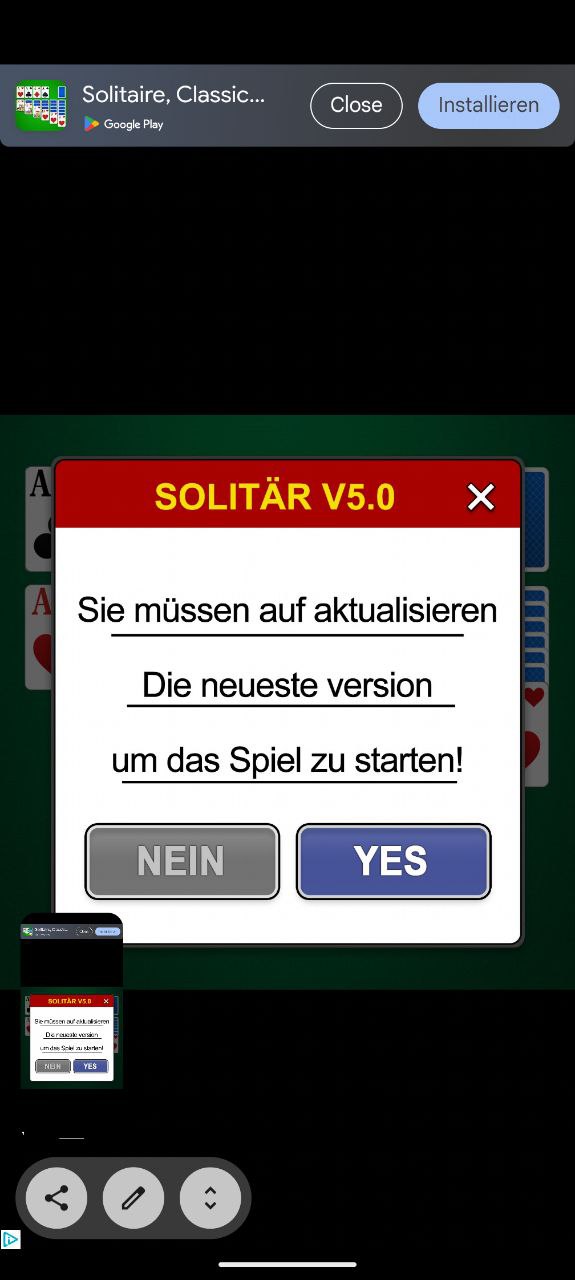 Solitaire, Classic...
Google Play
Close
Installieren
SOLITÄR V5.0
A
A
Sie müssen auf aktualisieren
Die neueste version
um das Spiel zu starten!
NEIN
YES
SOLITÄR V5.0
Sie müssen auf aktualisieren
Die neueste version
um das Spiel zu starten!
NEIN
YES